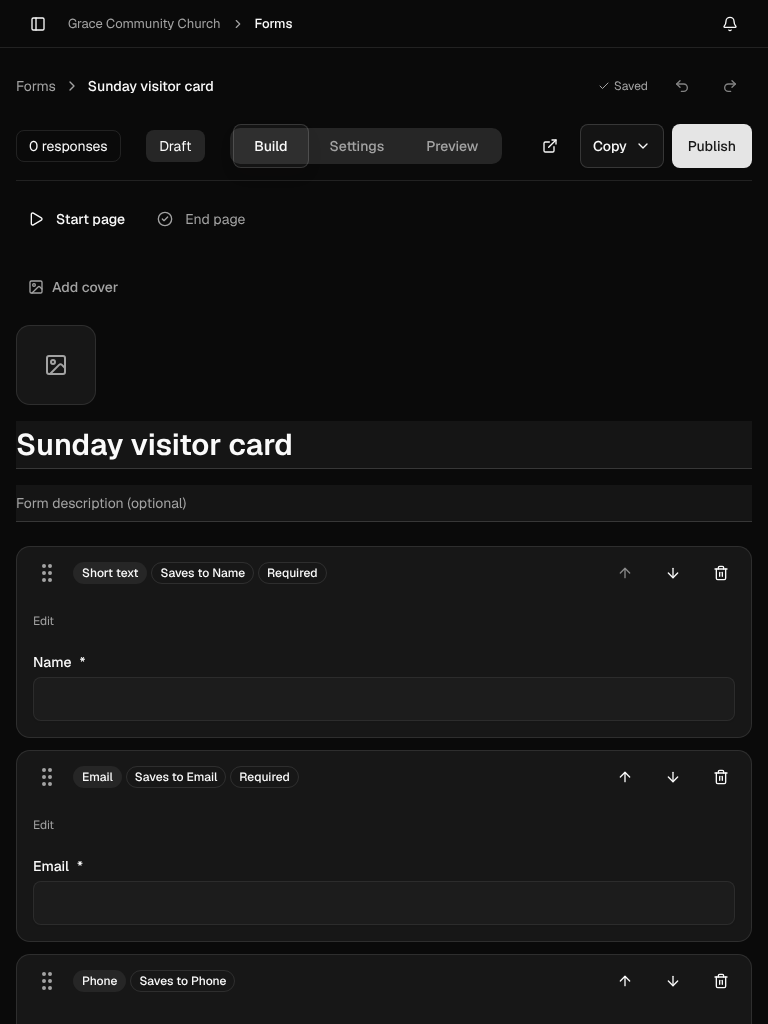 Grace Community Church > Forms
Forms > Sunday visitor card
Saved
0 responses
Draft
Build
Settings
Preview
Copy
Publish
Start page
End page
Add cover
Sunday visitor card
Form description (optional)
Short text
Saves to Name
Required
Edit
Name *
Email
Saves to Email
Required
Edit
Email *
Phone
Saves to Phone